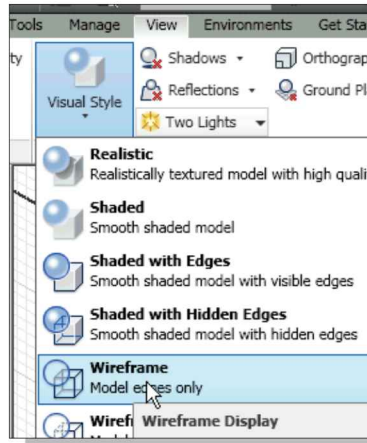 Tools Manage View Environments Get Sta
ty
Shadows
Orthograp
Visual Style
Reflections
Ground Pl
Two Lights
Realistic
Realistically textured model with high quali
Shaded
Smooth shaded model
Shaded with Edges
Smooth shaded model with visible edges
Shaded with Hidden Edges
Smooth shaded model with hidden edges
Wireframe
Model edges only
Wirefr
Wireframe Display